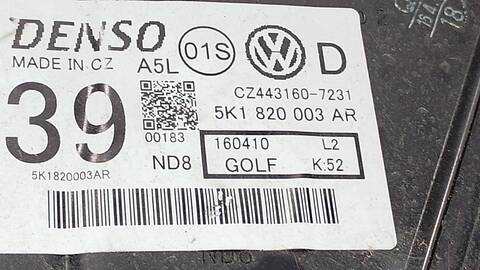 DENSO
MADE IN CZ A5L 01S D
CZ443160-7231
39 5K1 820 003 AR
00183
160410 L2
ND8 GOLF K:52
5K1820003AR